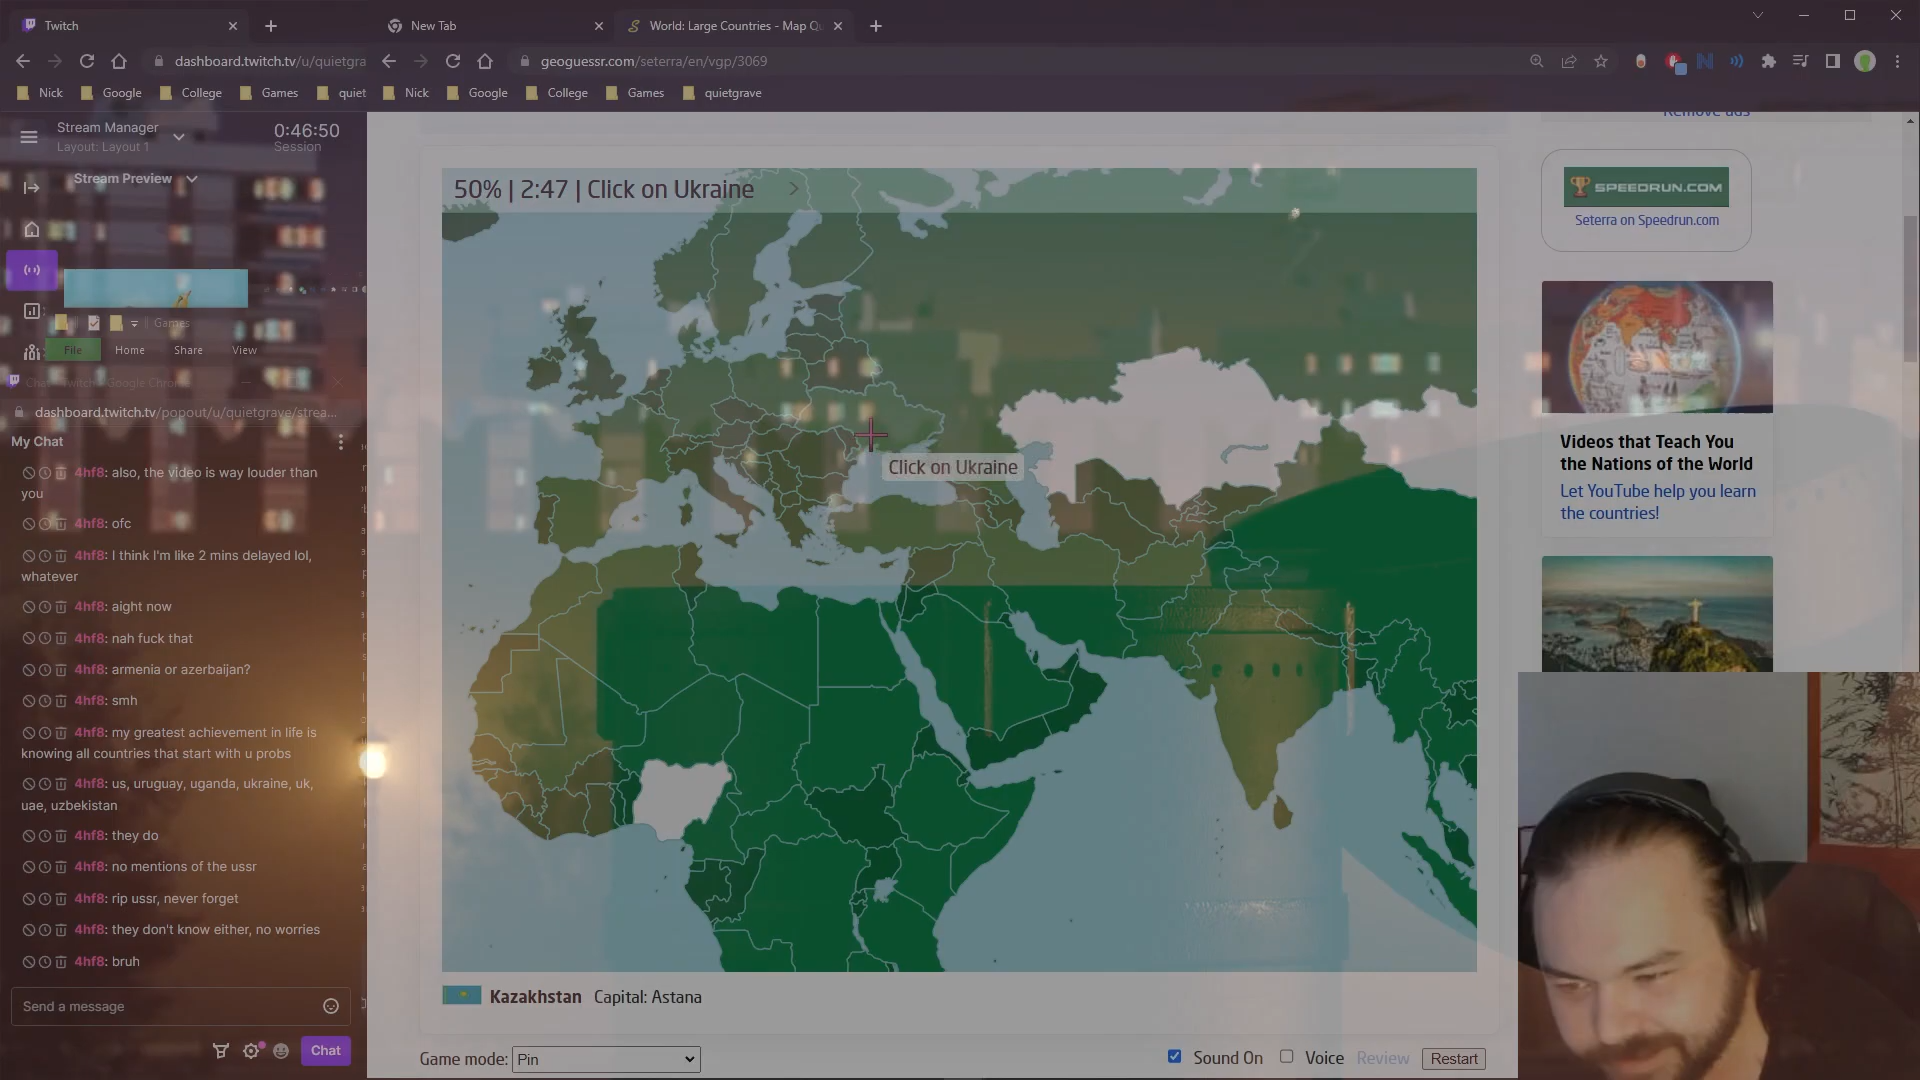 Twitch
New Tab
World: Large Countries - Map Q
dashboard.twitch.tv/u/quietgra
geoguessr.com/seterra/en/vgp/3069
Nick
Google
College
Games
quiet
Nick
Google
College
Games
quietgrave
Stream Manager
Layout: Layout 1
0:46:50
Session
Stream Preview
Games
File
Home
Share
View
Chat - Twitch - Google Chrome
dashboard.twitch.tv/popout/u/quietgrave/strea...
My Chat
4hf8: also, the video is way louder than
you
4hf8: ofc
4hf8: I think I'm like 2 mins delayed lol,
whatever
4hf8: aight now
4hf8: nah fuck that
4hf8: armenia or azerbaijan?
4hf8: smh
4hf8: my greatest achievement in life is
knowing all countries that start with u probs
4hf8: us, uruguay, uganda, ukraine, uk,
uae, uzbekistan
4hf8: they do
4hf8: no mentions of the ussr
4hf8: rip ussr, never forget
4hf8: they don't know either, no worries
4hf8: bruh
Send a message
Chat
50% | 2:47 | Click on Ukraine
Click on Ukraine
Kazakhstan Capital: Astana
Game mode: Pin
Sound On
Voice
Review
Restart
Remove ads
SPEEDRUN.COM
Seterra on Speedrun.com
Videos that Teach You
the Nations of the World
Let YouTube help you learn
the countries!